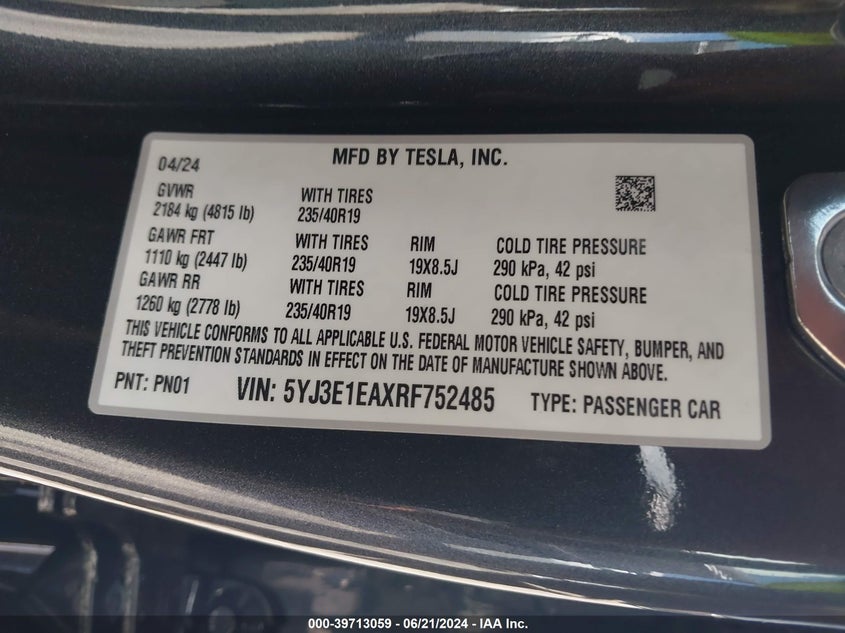 04/24 MFD BY TESLA, INC.
GVWR
2184 kg (4815 lb) WITH TIRES 235/40R19
GAWR FRT WITH TIRES RIM COLD TIRE PRESSURE
1110 kg (2447 lb) 235/40R19 19X8.5J 290 kPa, 42 psi
GAWR RR WITH TIRES RIM COLD TIRE PRESSURE
1260 kg (2778 lb) 235/40R19 19X8.5J 290 kPa, 42 psi
THIS VEHICLE CONFORMS TO ALL APPLICABLE U.S. FEDERAL MOTOR VEHICLE SAFETY, BUMPER, AND
THEFT PREVENTION STANDARDS IN EFFECT ON THE DATE OF MANUFACTURE SHOWN ABOVE.
PNT: PN01 VIN: 5YJ3E1EAXRF752485 TYPE: PASSENGER CAR
000-39713059 - 06/21/2024 - IAA Inc.